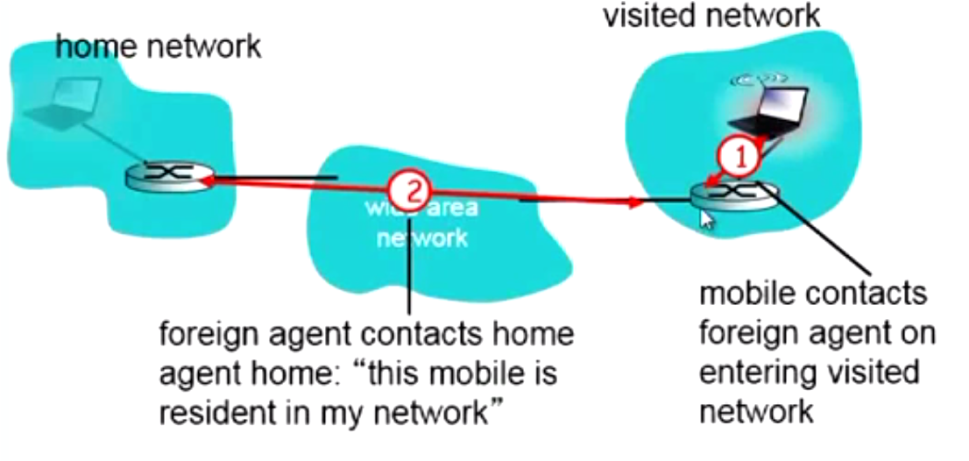 visited network
home network
1
2
wide area
network
foreign agent contacts home
agent home: “this mobile is
resident in my network”
mobile contacts
foreign agent on
entering visited
network